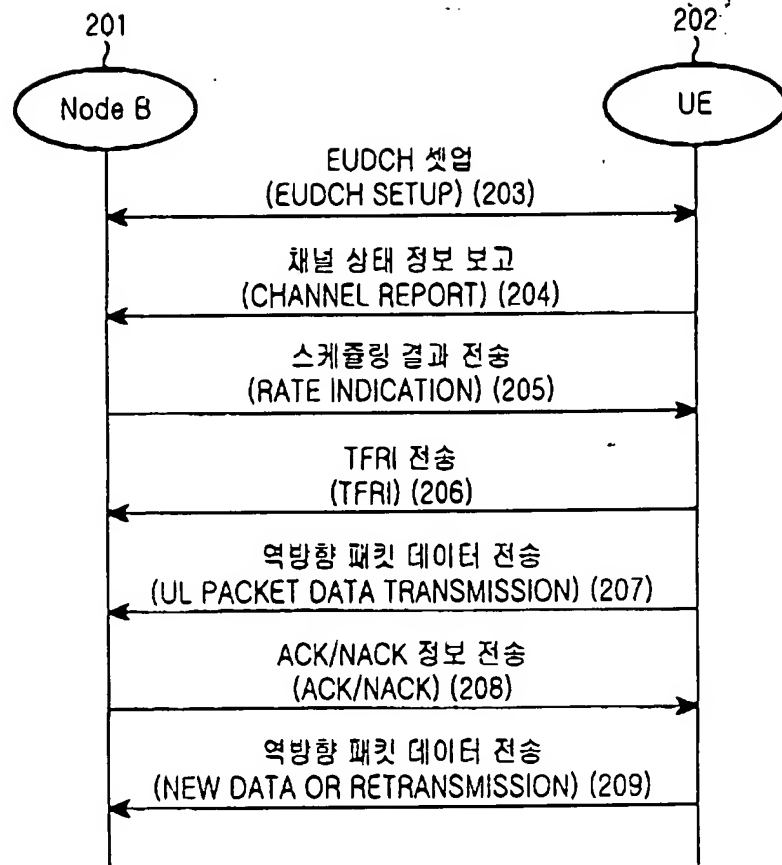 201
202
Node B
UE
EUDCH 셋업
(EUDCH SETUP) (203)
채널 상태 정보 보고
(CHANNEL REPORT) (204)
스케쥴링 결과 전송
(RATE INDICATION) (205)
TFRI 전송
(TFRI) (206)
역방향 패킷 데이터 전송
(UL PACKET DATA TRANSMISSION) (207)
ACK/NACK 정보 전송
(ACK/NACK) (208)
역방향 패킷 데이터 전송
(NEW DATA OR RETRANSMISSION) (209)